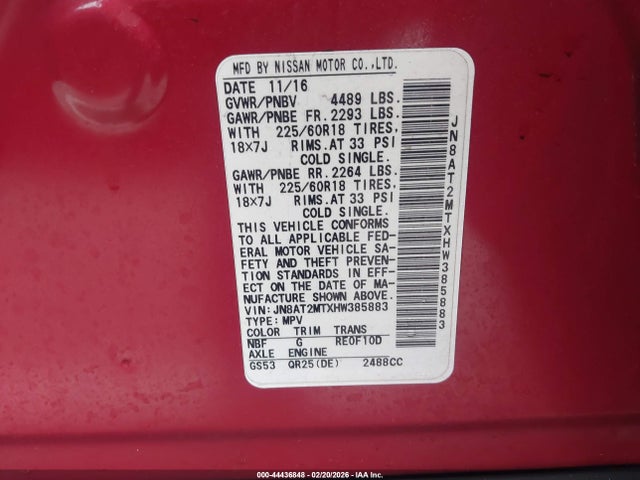 MFD BY NISSAN MOTOR CO.,LTD.
DATE 11/16
GVWR/PNBV 4489 LBS.
GAWR/PNBE FR. 2293 LBS.
WITH 225/60R18 TIRES,
18×7J RIMS.AT 33 PSI
COLD SINGLE.
GAWR/PNBE RR. 2264 LBS.
WITH 225/60R18 TIRES,
18×7J RIMS.AT 33 PSI
COLD SINGLE.
THIS VEHICLE CONFORMS
TO ALL APPLICABLE FED-
ERAL MOTOR VEHICLE SA-
FETY AND THEFT PREVEN-
TION STANDARDS IN EFF-
ECT ON THE DATE OF MA-
NUFACTURE SHOWN ABOVE.
VIN: JN8AT2MTXHW385883
TYPE: MPV
COLOR TRIM TRANS
NBF G RE0F10D
AXLE ENGINE
GS53 QR25(DE) 2488CC
JN8AT2MTXHW385883
000-44436848 - 02/20/2026 - IAA Inc.